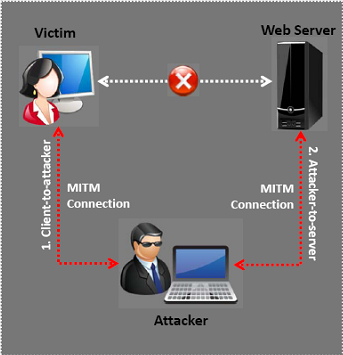 Victim
Web Server
1. Client-to-attacker
MITM
Connection
MITM
Connection
2. Attacker-to-server
Attacker